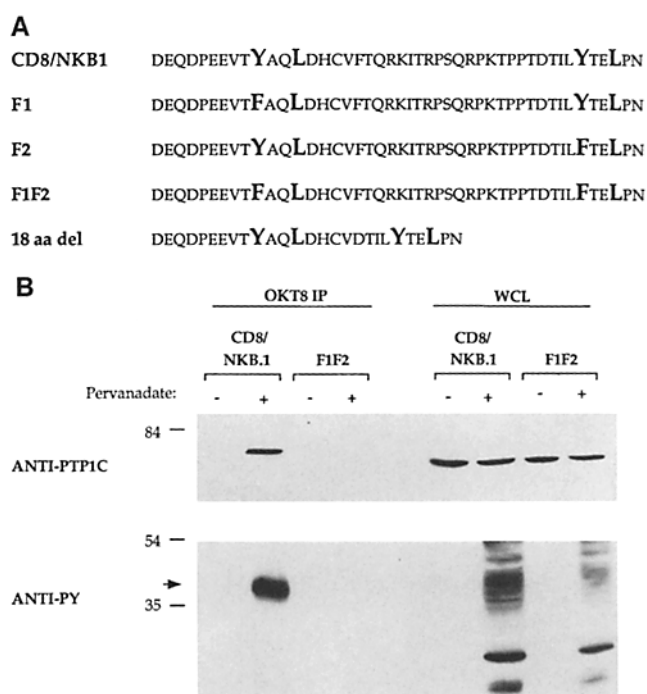 A
CD8/NKB1 DEQDPEEVTYAQLDHCVFTQRKITRPSQRPKTPPTDTILYTELPN
F1 DEQDPEEVTFAQLDHCVFTQRKITRPSQRPKTPPTDTILYTELPN
F2 DEQDPEEVTYAQLDHCVFTQRKITRPSQRPKTPPTDTILFTELPN
F1F2 DEQDPEEVTFAQLDHCVFTQRKITRPSQRPKTPPTDTILFTELPN
18 aa del DEQDPEEVTYAQLDHCVDTILYTELPN
B
OKT8 IP WCL
CD8/ CD8/
NKB.1 F1F2 NKB.1 F1F2
Pervanadate: - + - + - + - +
84
ANTI-PTP1C
54
ANTI-PY
35